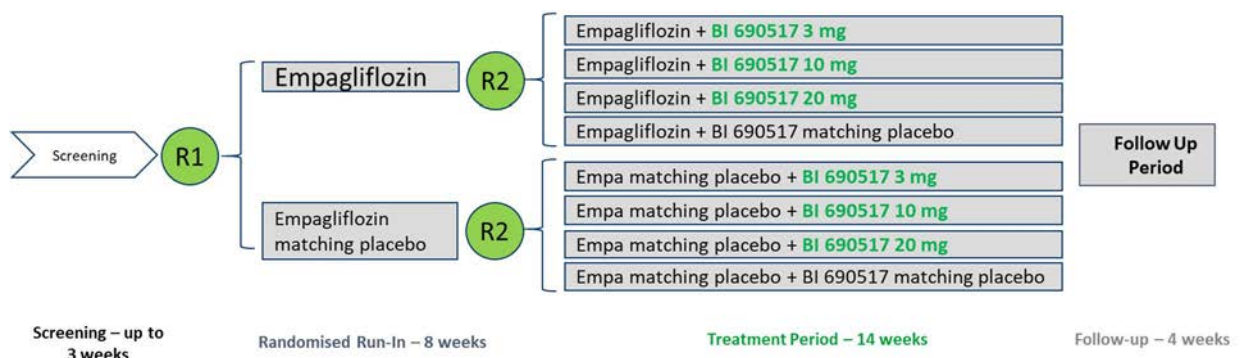 Screening
R1
Empagliflozin
R2
Empagliflozin + BI 690517 3 mg
Empagliflozin + BI 690517 10 mg
Empagliflozin + BI 690517 20 mg
Empagliflozin + BI 690517 matching placebo
Empagliflozin
matching placebo
R2
Empa matching placebo + BI 690517 3 mg
Empa matching placebo + BI 690517 10 mg
Empa matching placebo + BI 690517 20 mg
Empa matching placebo + BI 690517 matching placebo
Follow Up
Period
Screening – up to
3 weeks
Randomised Run-In – 8 weeks
Treatment Period – 14 weeks
Follow-up – 4 weeks